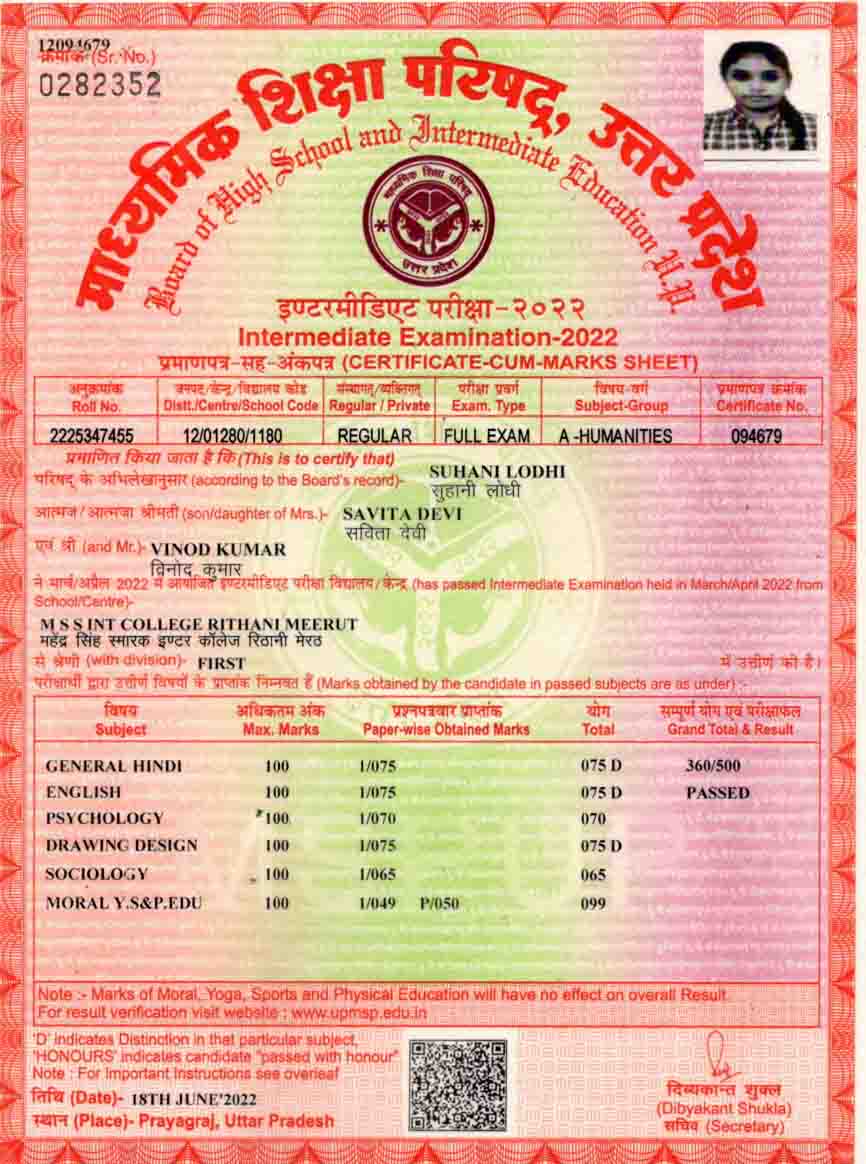 12094679
क्रमांक (Sr. No.)
0282352
माध्यमिक शिक्षा परिषद्, उत्तर प्रदेश
Board of High School and Intermediate Education U.P.
माध्यमिक शिक्षा परिषद्
उत्तर प्रदेश
इण्टरमीडिएट परीक्षा-२०२२
Intermediate Examination-2022
प्रमाणपत्र-सह-अंकपत्र (CERTIFICATE-CUM-MARKS SHEET)
अनुक्रमांक जनपद/केन्द्र/विद्यालय कोड संस्थागत/व्यक्तिगत् परीक्षा प्रवर्ग विषय-वर्ग प्रमाणपत्र क्रमांक
Roll No. Distt./Centre/School Code Regular / Private Exam. Type Subject-Group Certificate No.
2225347455 12/01280/1180 REGULAR FULL EXAM A -HUMANITIES 094679
प्रमाणित किया जाता है कि (This is to certify that)
परिषद् के अभिलेखानुसार (according to the Board's record)- SUHANI LODHI
सुहानी लोधी
आत्मज/आत्मजा श्रीमती (son/daughter of Mrs.)- SAVITA DEVI
सविता देवी
एवं श्री (and Mr.)- VINOD KUMAR
विनोद कुमार
ने मार्च/अप्रैल 2022 में आयोजित इण्टरमीडिएट परीक्षा विद्यालय/केन्द्र (has passed Intermediate Examination held in March/April 2022 from
School/Centre)-
M S S INT COLLEGE RITHANI MEERUT
महेंद्र सिंह स्मारक इण्टर कॉलेज रिठानी मेरठ
से श्रेणी (with division)- FIRST में उत्तीर्ण की है।
परीक्षार्थी द्वारा उत्तीर्ण विषयों के प्राप्तांक निम्नवत हैं (Marks obtained by the candidate in passed subjects are as under) :-
विषय अधिकतम अंक प्रश्नपत्रवार प्राप्तांक योग सम्पूर्ण योग एवं परीक्षाफल
Subject Max. Marks Paper-wise Obtained Marks Total Grand Total & Result
GENERAL HINDI 100 1/075 075 D 360/500
ENGLISH 100 1/075 075 D PASSED
PSYCHOLOGY 100 1/070 070
DRAWING DESIGN 100 1/075 075 D
SOCIOLOGY 100 1/065 065
MORAL Y.S&P.EDU 100 1/049 P/050 099
Note :- Marks of Moral, Yoga, Sports and Physical Education will have no effect on overall Result.
For result verification visit website : www.upmsp.edu.in
'D' indicates Distinction in that particular subject,
'HONOURS' indicates candidate "passed with honour"
Note : For Important Instructions see overleaf
तिथि (Date)- 18TH JUNE'2022
स्थान (Place)- Prayagraj, Uttar Pradesh
दिव्यकान्त शुक्ल
(Dibyakant Shukla)
सचिव (Secretary)